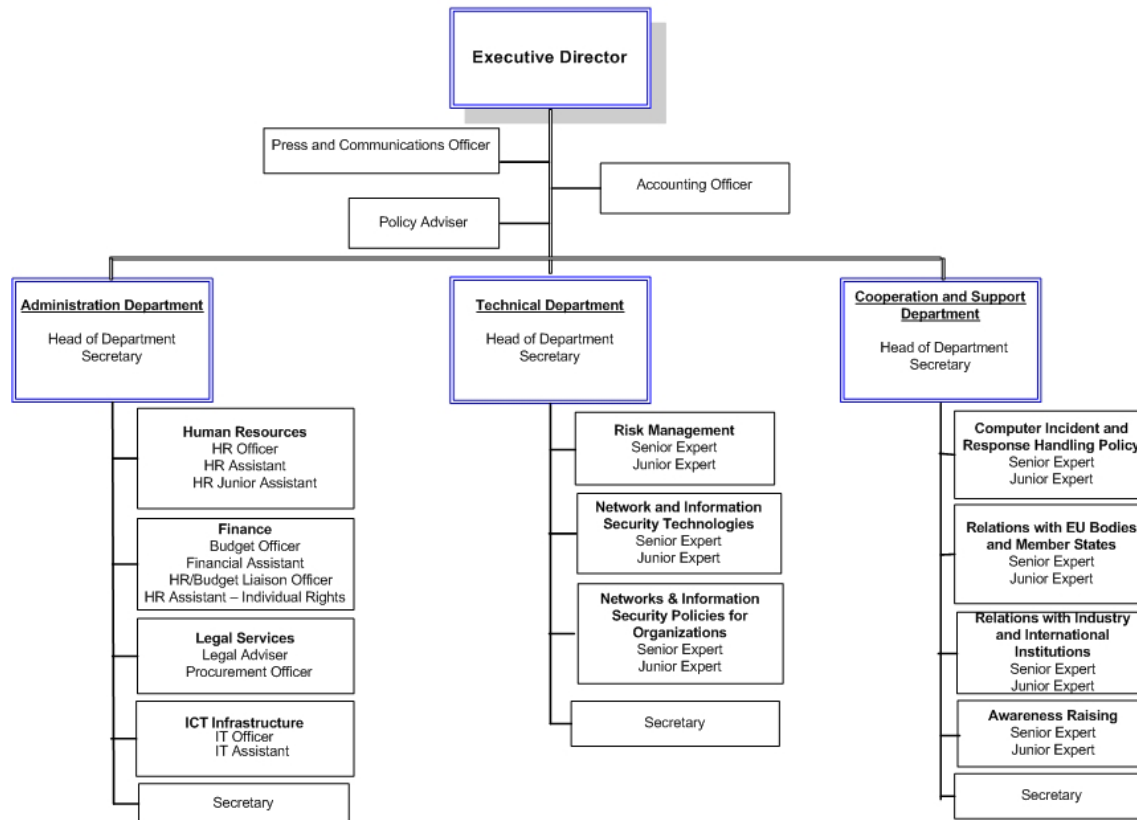 Executive Director
Press and Communications Officer
Accounting Officer
Policy Adviser
Administration Department
Head of Department
Secretary
Human Resources
HR Officer
HR Assistant
HR Junior Assistant
Finance
Budget Officer
Financial Assistant
HR/Budget Liaison Officer
HR Assistant – Individual Rights
Legal Services
Legal Adviser
Procurement Officer
ICT Infrastructure
IT Officer
IT Assistant
Secretary
Technical Department
Head of Department
Secretary
Risk Management
Senior Expert
Junior Expert
Network and Information
Security Technologies
Senior Expert
Junior Expert
Networks & Information
Security Policies for
Organizations
Senior Expert
Junior Expert
Secretary
Cooperation and Support
Department
Head of Department
Secretary
Computer Incident and
Response Handling Policy
Senior Expert
Junior Expert
Relations with EU Bodies
and Member States
Senior Expert
Junior Expert
Relations with Industry
and International
Institutions
Senior Expert
Junior Expert
Awareness Raising
Senior Expert
Junior Expert
Secretary